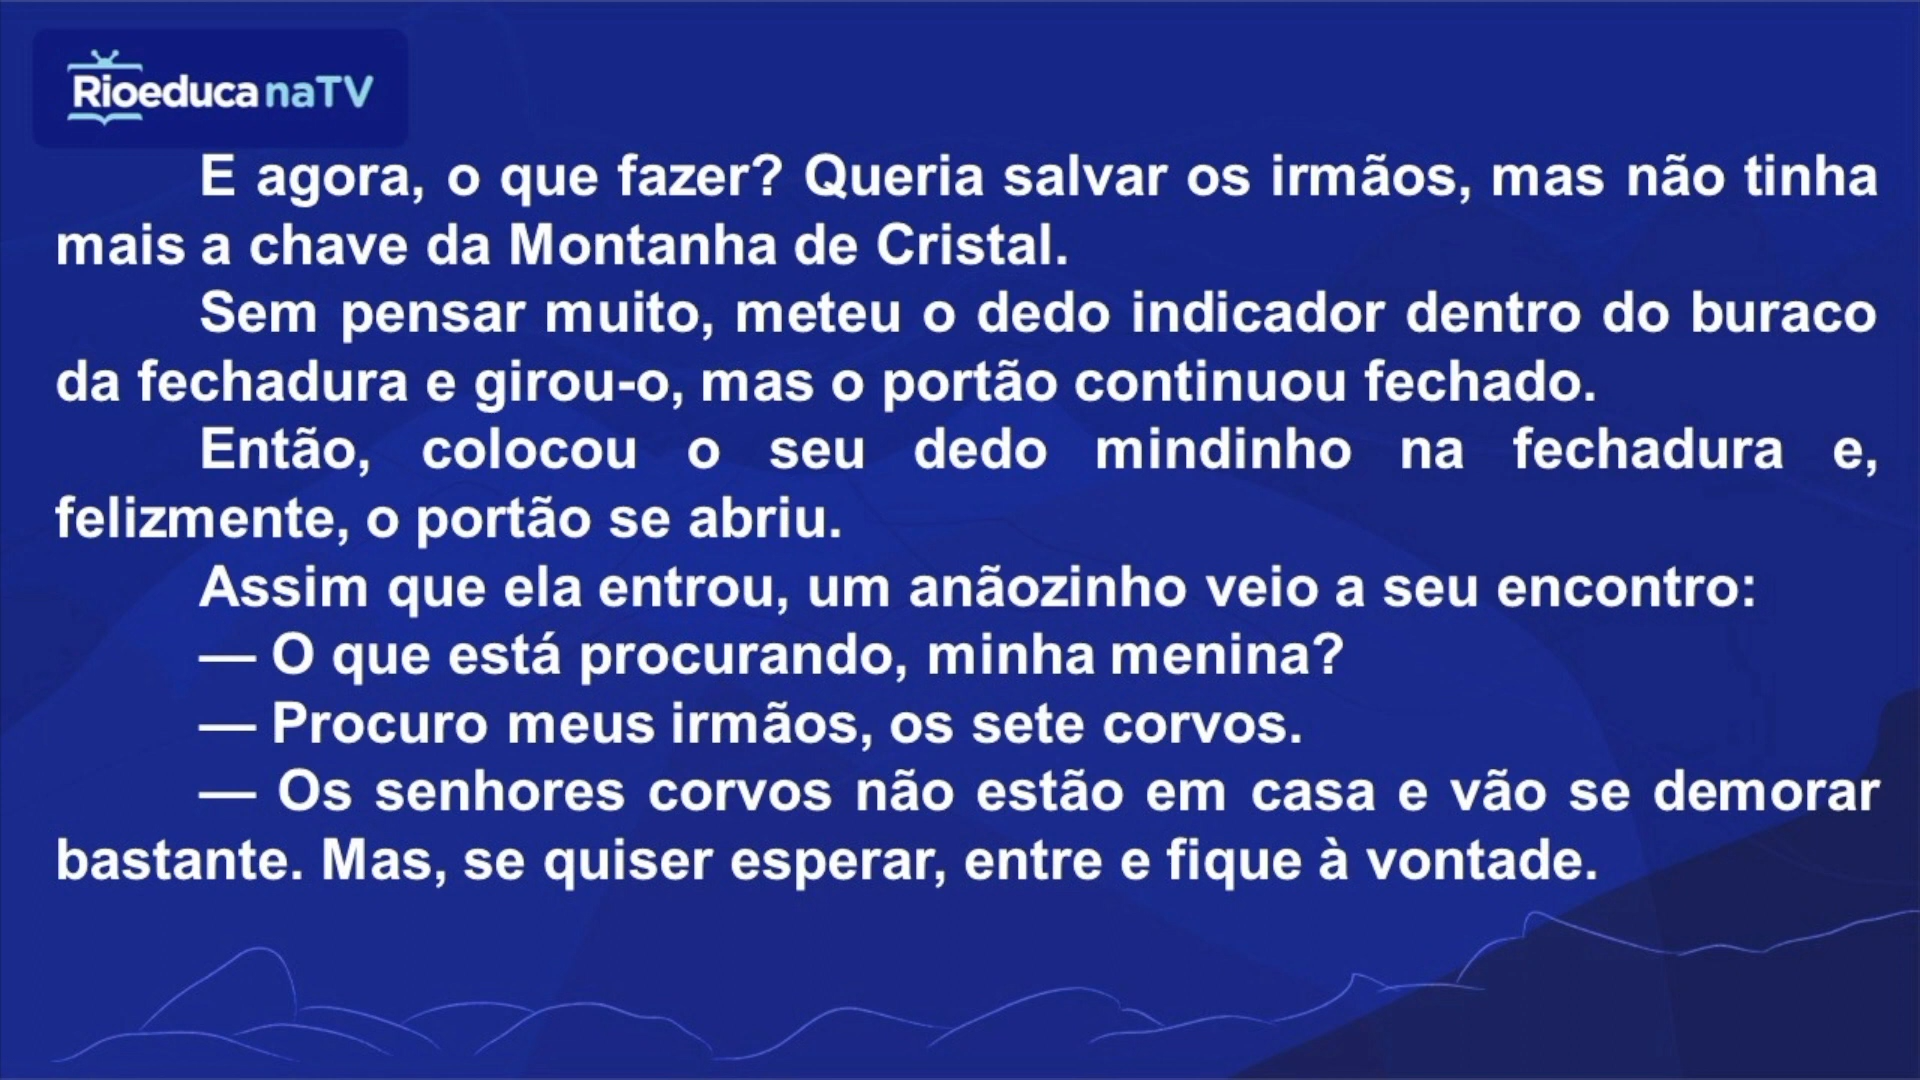 Rioeduca naTV
E agora, o que fazer? Queria salvar os irmãos, mas não tinha
mais a chave da Montanha de Cristal.
Sem pensar muito, meteu o dedo indicador dentro do buraco
da fechadura e girou-o, mas o portão continuou fechado.
Então, colocou o seu dedo mindinho na fechadura e,
felizmente, o portão se abriu.
Assim que ela entrou, um anãozinho veio a seu encontro:
— O que está procurando, minha menina?
— Procuro meus irmãos, os sete corvos.
— Os senhores corvos não estão em casa e vão se demorar
bastante. Mas, se quiser esperar, entre e fique à vontade.